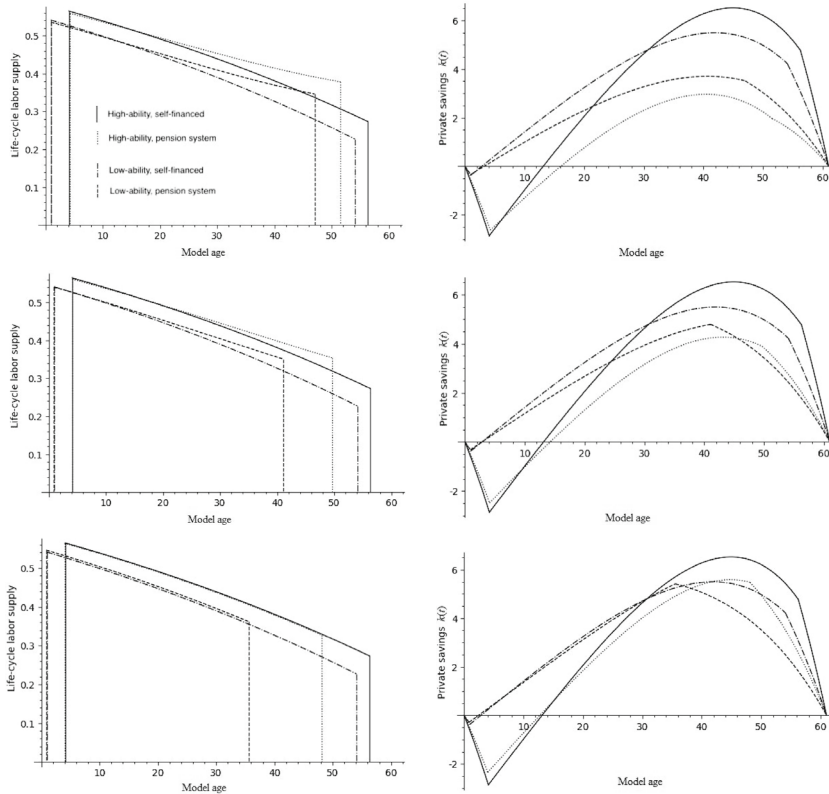 0.5
0.4
0.3
0.2
0.1
Life-cycle labor supply
High-ability, self-financed
High-ability, pension system
Low-ability, self-financed
Low-ability, pension system
10 20 30 40 50 60
Model age
6
4
2
-2
Private savings k(t)
10 20 30 40 50 60
Model age
0.5
0.4
0.3
0.2
0.1
Life-cycle labor supply
10 20 30 40 50 60
Model age
6
4
2
-2
Private savings k(t)
10 20 30 40 50 60
Model age
0.5
0.4
0.3
0.2
0.1
Life-cycle labor supply
10 20 30 40 50 60
Model age
6
4
2
-2
Private savings k(t)
10 20 30 40 50 60
Model age